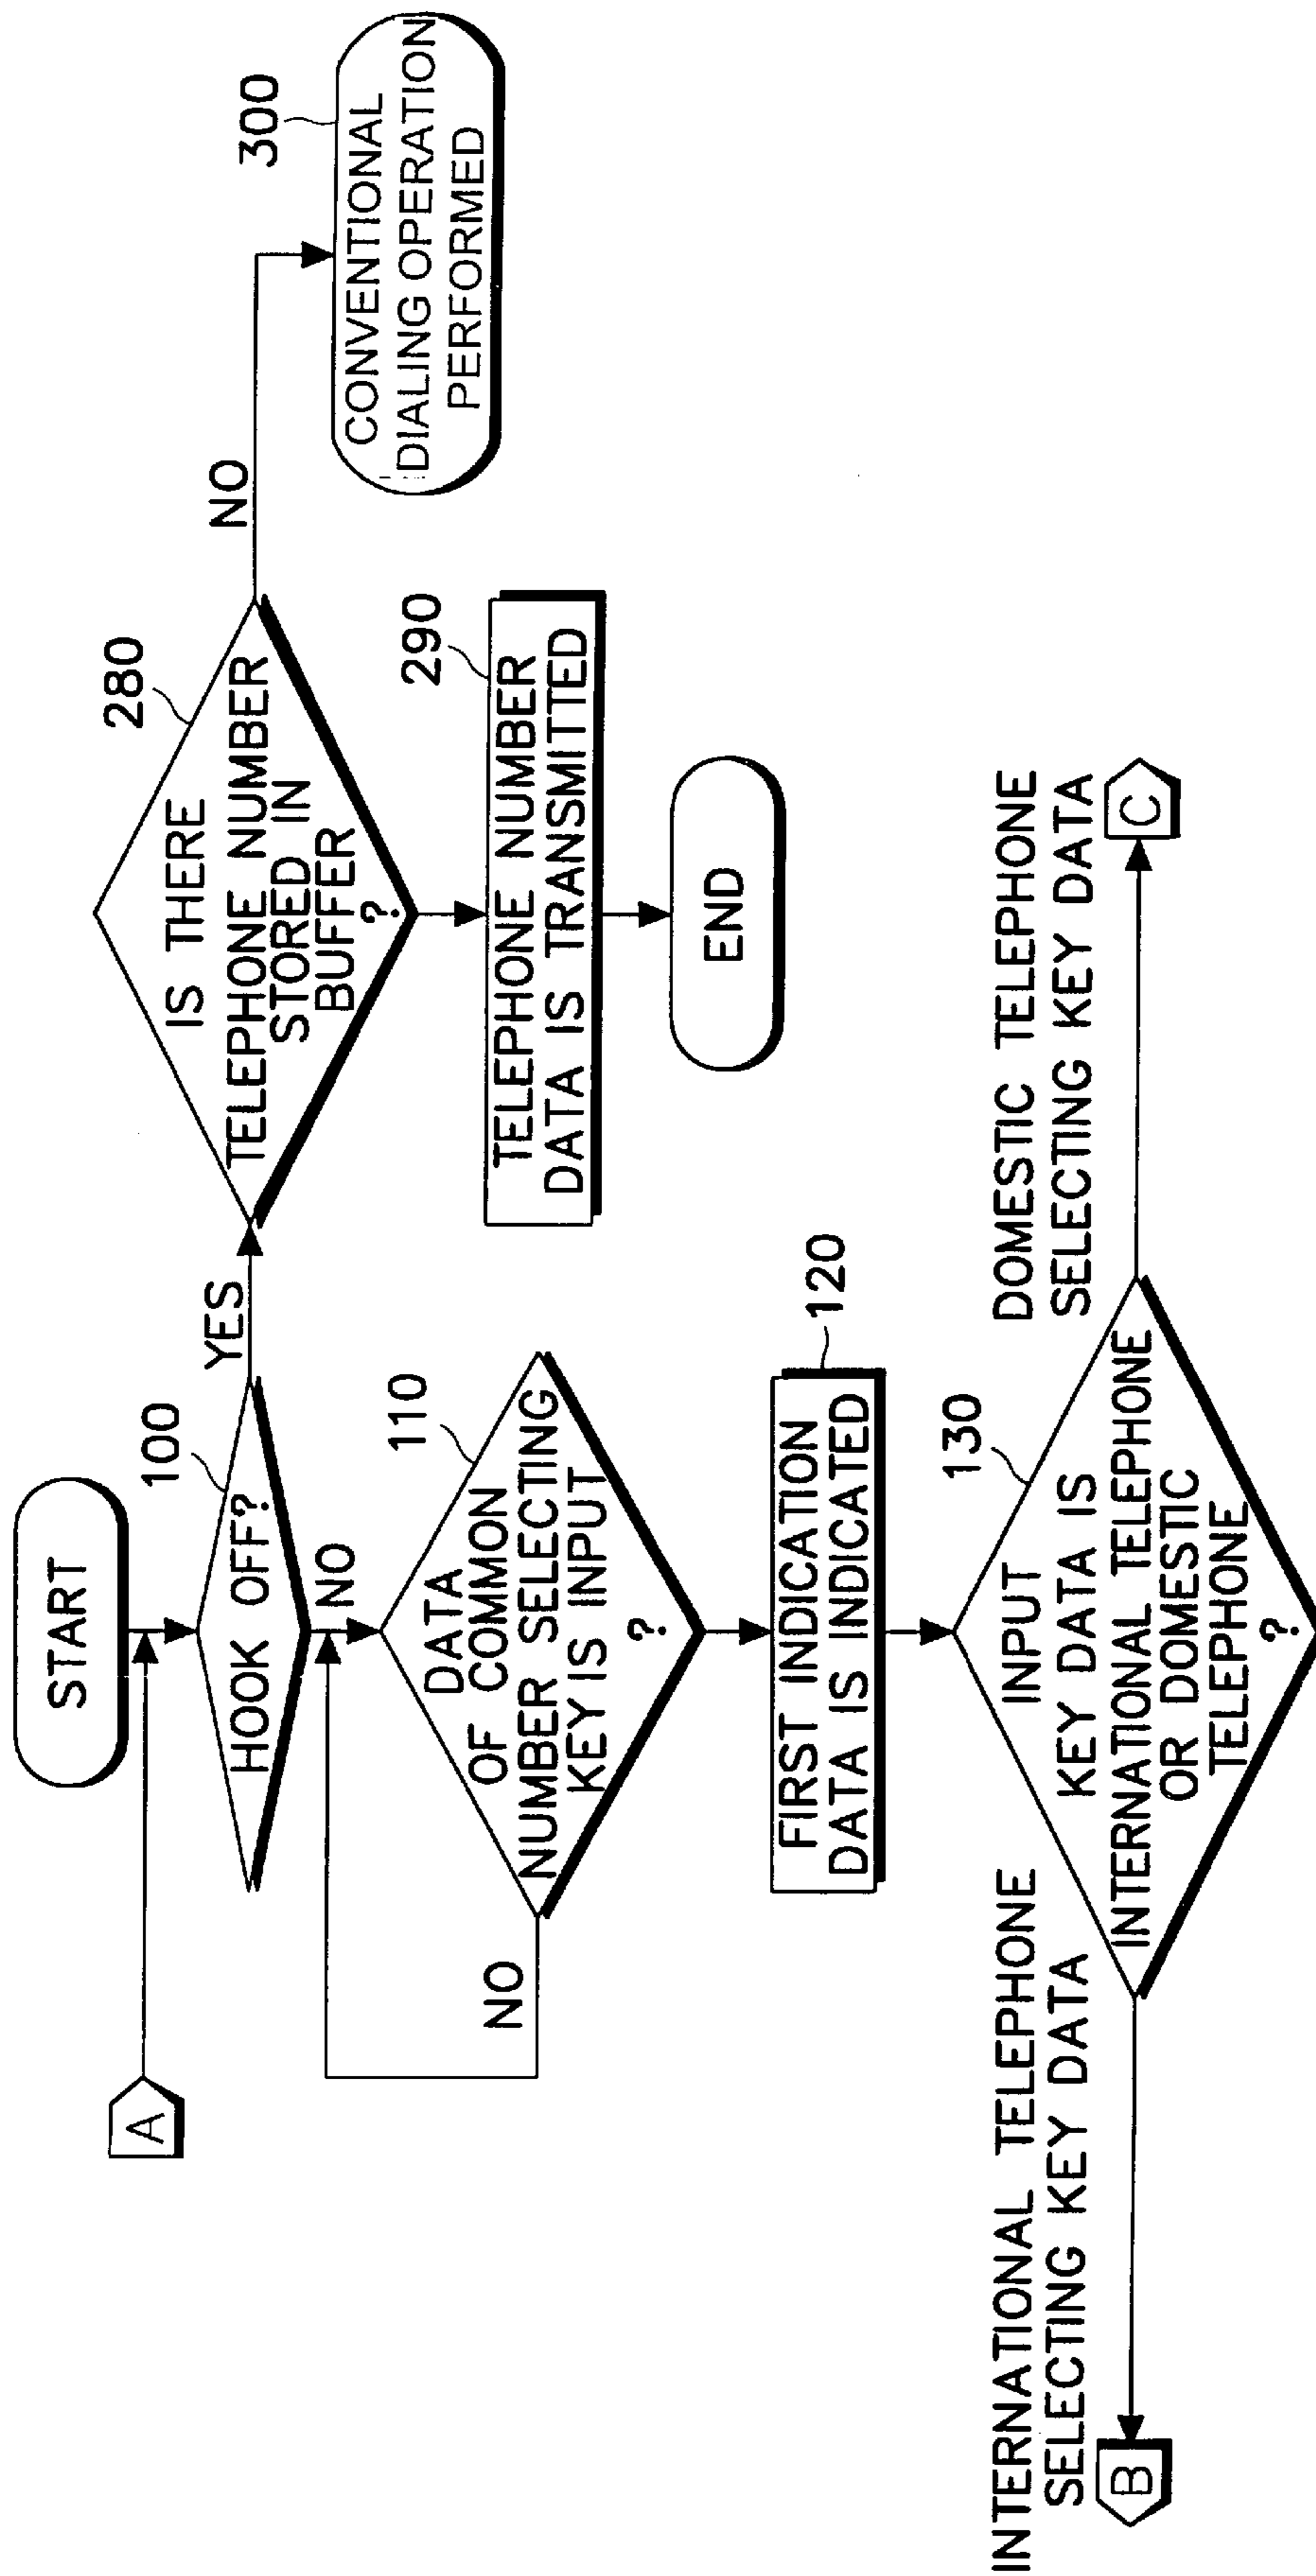 START
A
100
HOOK OFF?
YES
NO
280
IS THERE
TELEPHONE NUMBER
STORED IN
BUFFER
?
NO
300
CONVENTIONAL
DIALING OPERATION
PERFORMED
290
TELEPHONE NUMBER
DATA IS TRANSMITTED
END
110
DATA
OF COMMON
NUMBER SELECTING
KEY IS INPUT
?
NO
120
FIRST INDICATION
DATA IS INDICATED
130
INPUT
KEY DATA IS
INTERNATIONAL TELEPHONE
OR DOMESTIC
TELEPHONE
?
INTERNATIONAL TELEPHONE
SELECTING KEY DATA
B
DOMESTIC TELEPHONE
SELECTING KEY DATA
C